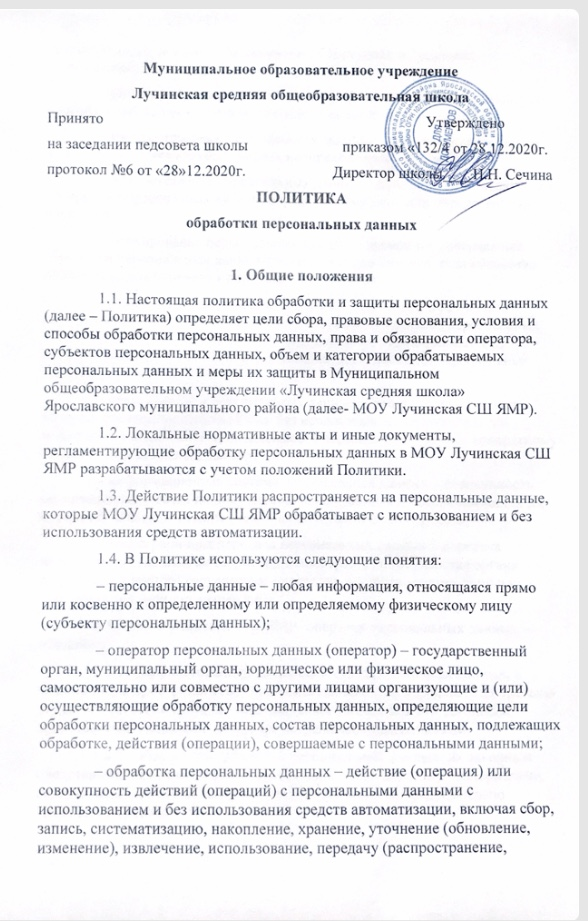 Муниципальное образовательное учреждение
Лучинская средняя общеобразовательная школа
Принято Утверждено
на заседании педсовета школы приказом «132/4 от 28.12.2020г.
протокол №6 от «28»12.2020г. Директор школы Н.Н. Сечина
ПОЛИТИКА
обработки персональных данных
1. Общие положения
1.1. Настоящая политика обработки и защиты персональных данных
(далее – Политика) определяет цели сбора, правовые основания, условия и
способы обработки персональных данных, права и обязанности оператора,
субъектов персональных данных, объем и категории обрабатываемых
персональных данных и меры их защиты в Муниципальном
общеобразовательном учреждении «Лучинская средняя школа»
Ярославского муниципального района (далее- МОУ Лучинская СШ ЯМР).
1.2. Локальные нормативные акты и иные документы,
регламентирующие обработку персональных данных в МОУ Лучинская СШ
ЯМР разрабатываются с учетом положений Политики.
1.3. Действие Политики распространяется на персональные данные,
которые МОУ Лучинская СШ ЯМР обрабатывает с использованием и без
использования средств автоматизации.
1.4. В Политике используются следующие понятия:
– персональные данные – любая информация, относящаяся прямо
или косвенно к определенному или определяемому физическому лицу
(субъекту персональных данных);
– оператор персональных данных (оператор) – государственный
орган, муниципальный орган, юридическое или физическое лицо,
самостоятельно или совместно с другими лицами организующие и (или)
осуществляющие обработку персональных данных, определяющие цели
обработки персональных данных, состав персональных данных, подлежащих
обработке, действия (операции), совершаемые с персональными данными;
– обработка персональных данных – действие (операция) или
совокупность действий (операций) с персональными данными с
использованием и без использования средств автоматизации, включая сбор,
запись, систематизацию, накопление, хранение, уточнение (обновление,
изменение), извлечение, использование, передачу (распространение,